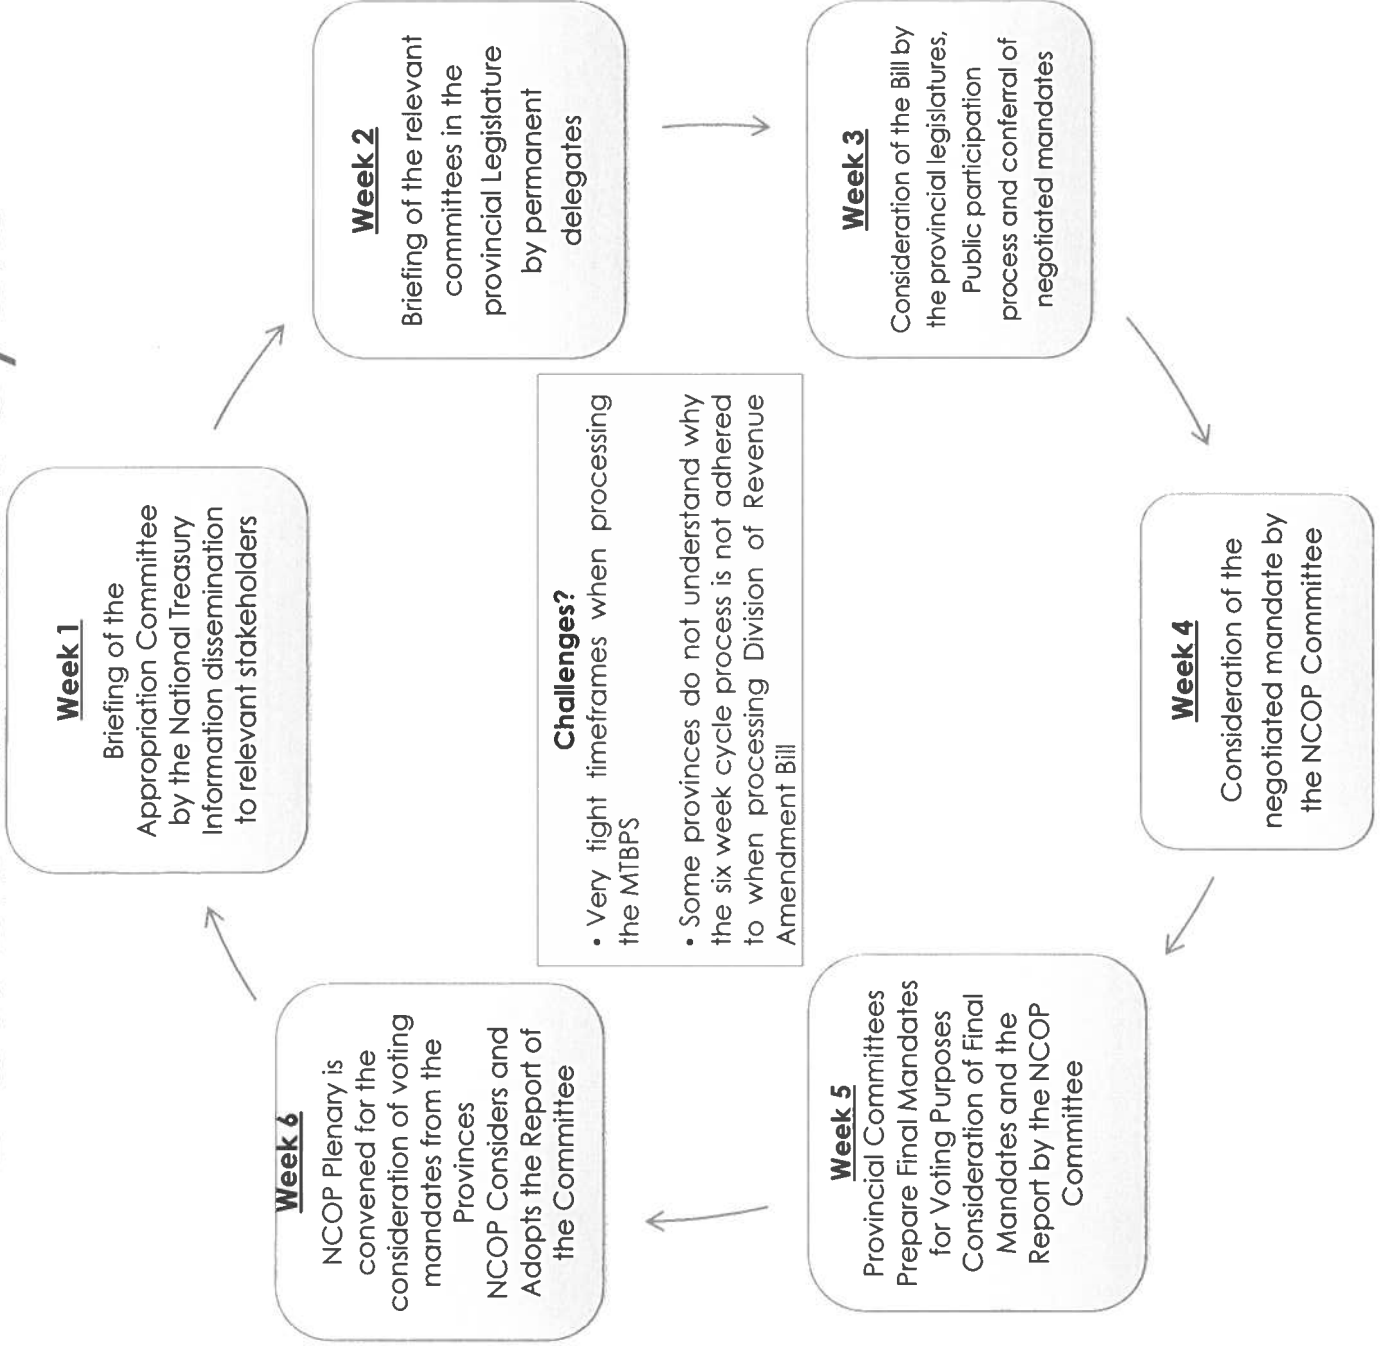 Week 1
Briefing of the
Appropriation Committee
by the National Treasury
Information dissemination
to relevant stakeholders
Week 2
Briefing of the relevant
committees in the
provincial Legislature
by permanent
delegates
Week 3
Consideration of the Bill by
the provincial legislatures,
Public participation
process and conferral of
negotiated mandates
Week 4
Consideration of the
negotiated mandate by
the NCOP Committee
Week 5
Provincial Committees
Prepare Final Mandates
for Voting Purposes
Consideration of Final
Mandates and the
Report by the NCOP
Committee
Week 6
NCOP Plenary is
convened for the
consideration of voting
mandates from the
Provinces
NCOP Considers and
Adopts the Report of
the Committee
Challenges?
• Very tight timeframes when processing
the MTBPS
• Some provinces do not understand why
the six week cycle process is not adhered
to when processing Division of Revenue
Amendment Bill